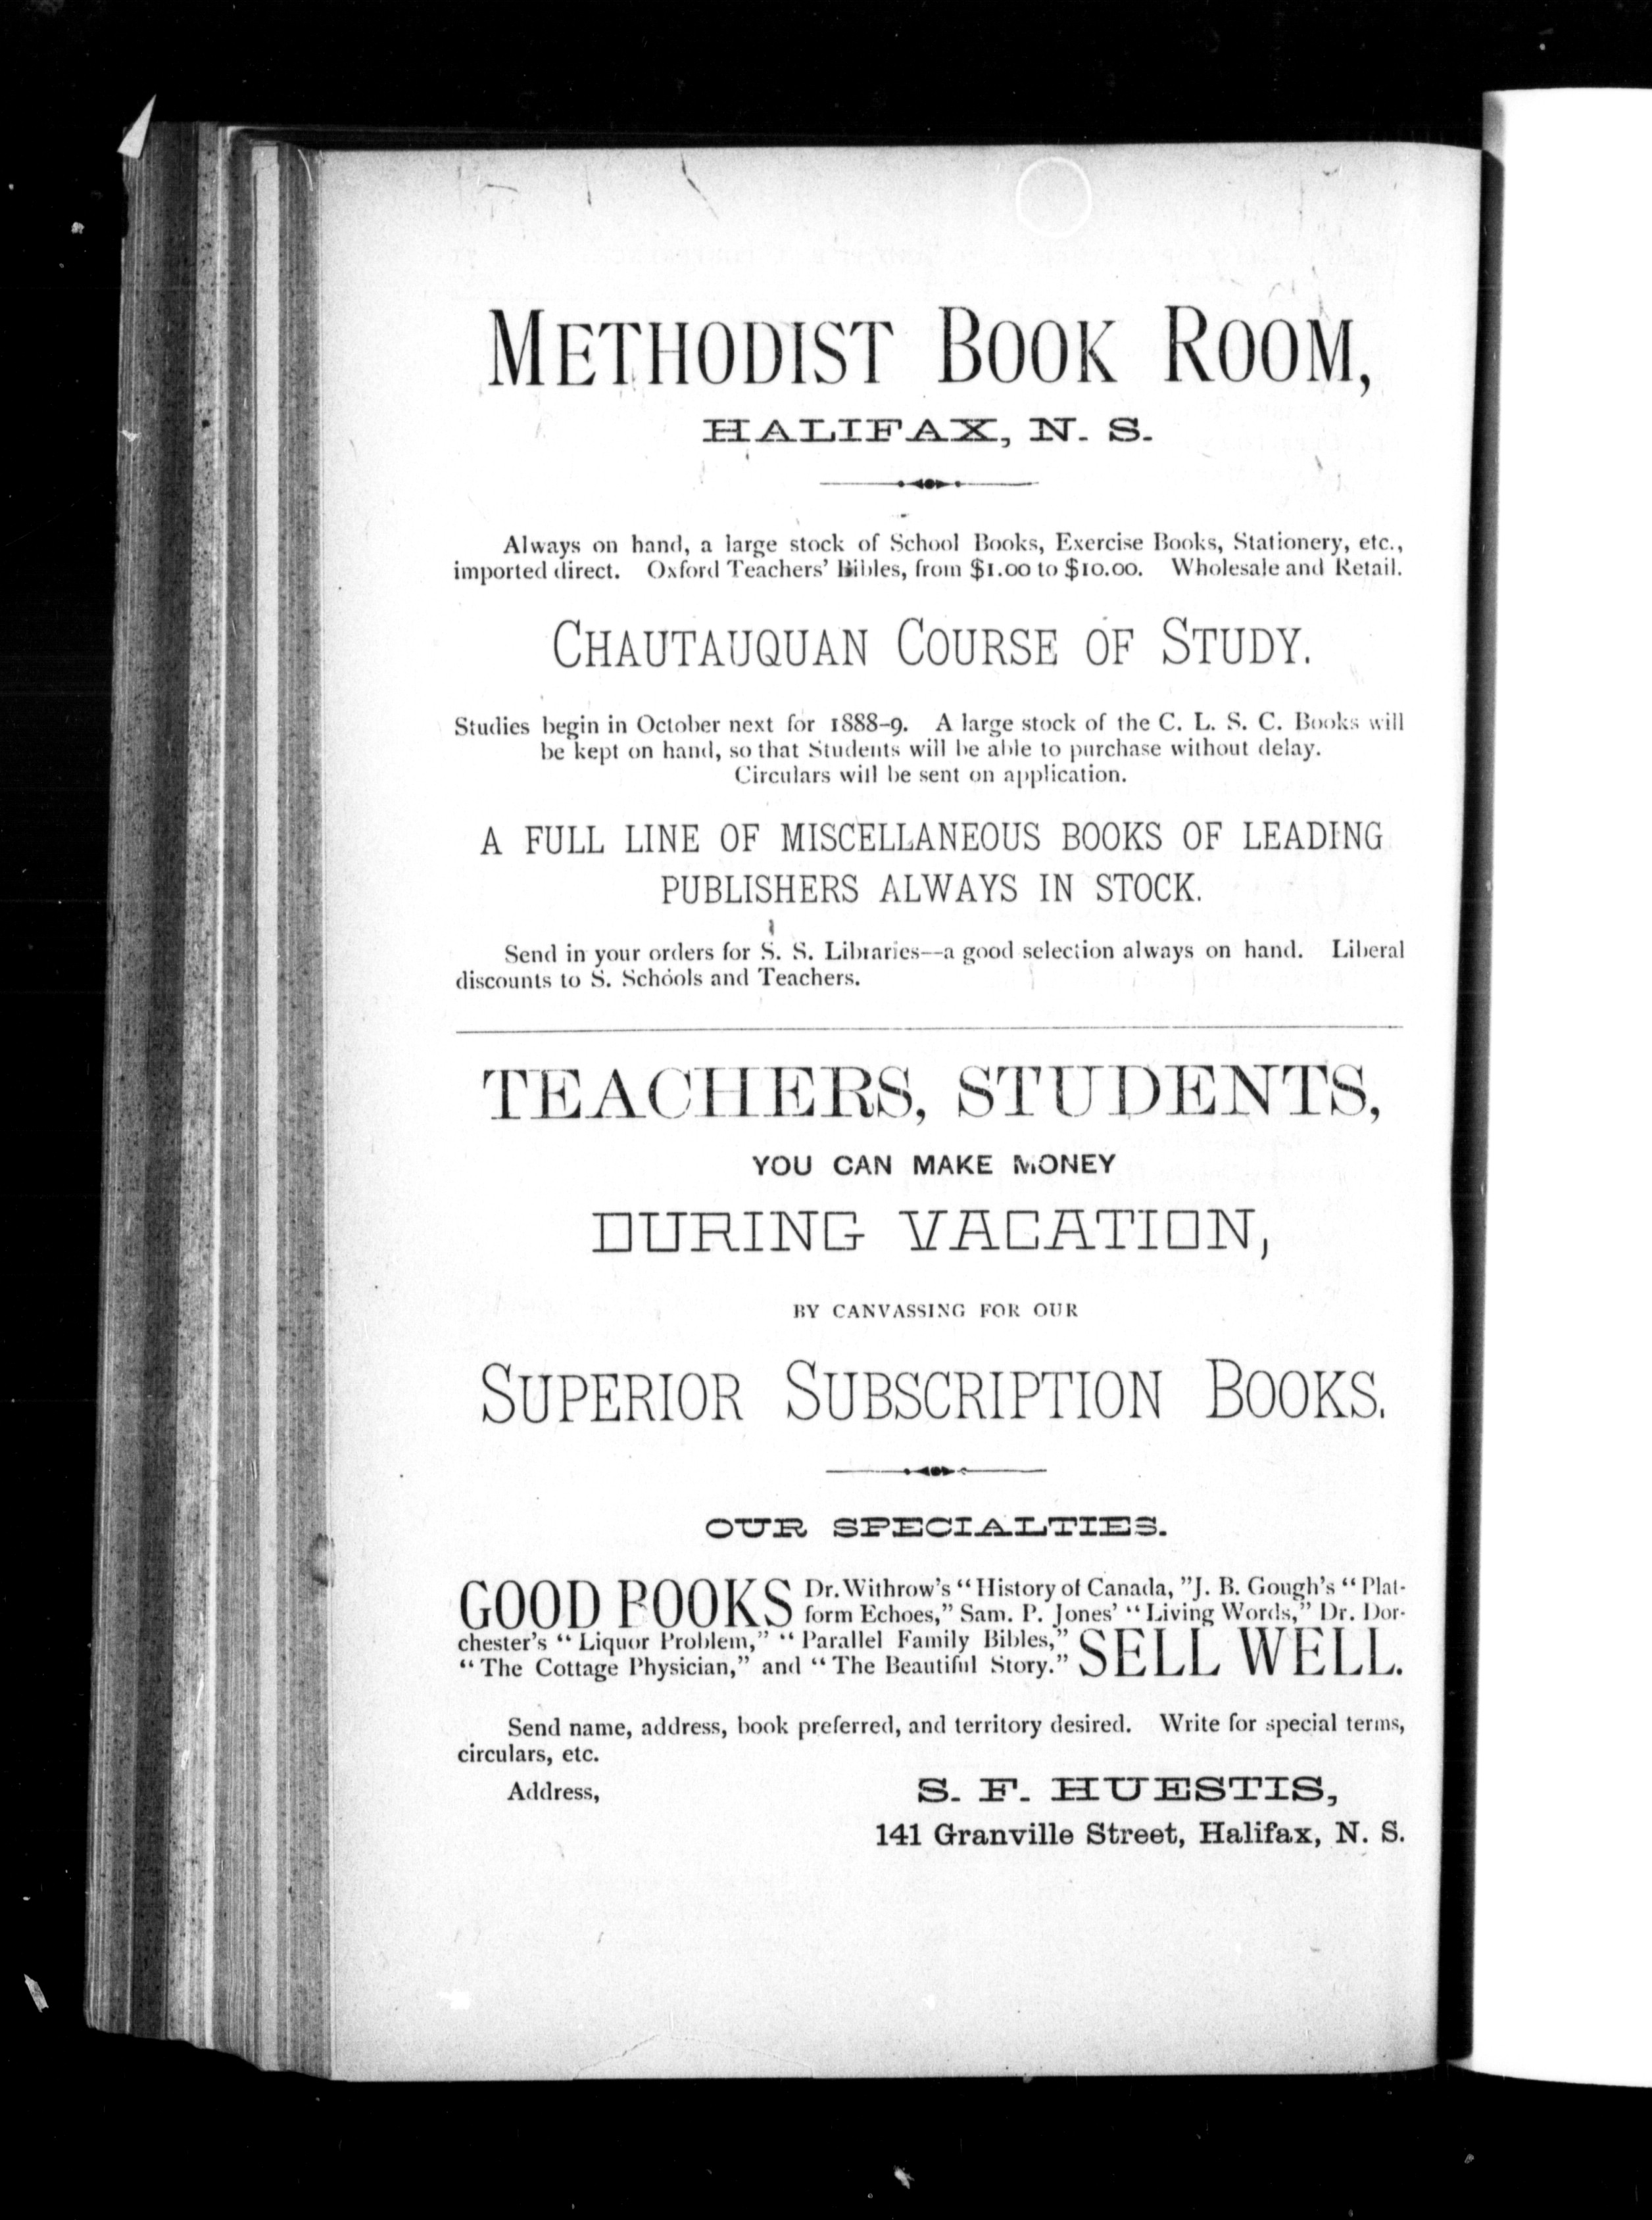 METHODIST BOOK ROOM,
HALIFAX, N. S.
Always on hand, a large stock of School Books, Exercise Books, Stationery, etc.,
imported direct. Oxford Teachers' Bibles, from $1.00 to $10.00. Wholesale and Retail.
CHAUTAUQUAN COURSE OF STUDY.
Studies begin in October next for 1888-9. A large stock of the C. L. S. C. Books will
be kept on hand, so that Students will be able to purchase without delay.
Circulars will be sent on application.
A FULL LINE OF MISCELLANEOUS BOOKS OF LEADING
PUBLISHERS ALWAYS IN STOCK.
Send in your orders for S. S. Libraries—a good selection always on hand. Liberal
discounts to S. Schools and Teachers.
TEACHERS, STUDENTS,
YOU CAN MAKE MONEY
DURING VACATION,
BY CANVASSING FOR OUR
SUPERIOR SUBSCRIPTION BOOKS.
OUR SPECIALTIES.
GOOD BOOKS Dr. Withrow's "History of Canada," J. B. Gough's "Plat-
form Echoes," Sam. P. Jones' "Living Words," Dr. Dor-
chester's "Liquor Problem," "Parallel Family Bibles,"
"The Cottage Physician," and "The Beautiful Story." SELL WELL.
Send name, address, book preferred, and territory desired. Write for special terms,
circulars, etc.
Address,
S. F. HUESTIS,
141 Granville Street, Halifax, N. S.